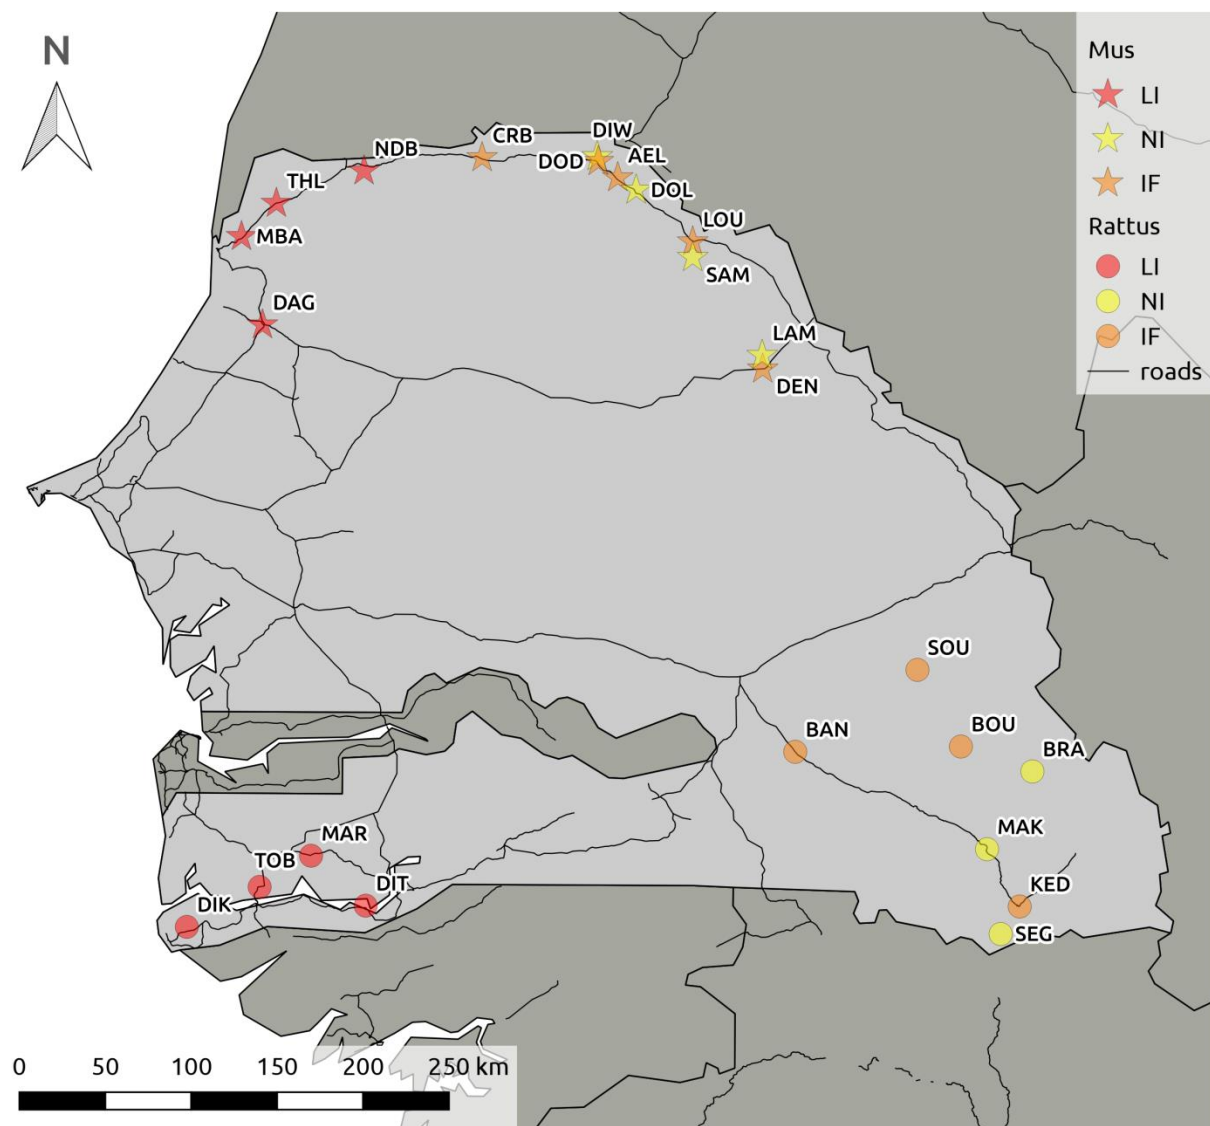 N
Mus
LI
NI
IF
Rattus
LI
NI
IF
roads
DIW
CRB
NDB
DOD
AEL
THL
DOL
LOU
MBA
SAM
DAG
LAM
DEN
SOU
BAN
BOU
BRA
MAK
MAR
TOB
DIT
KED
DIK
SEG
0 50 100 150 200 250 km